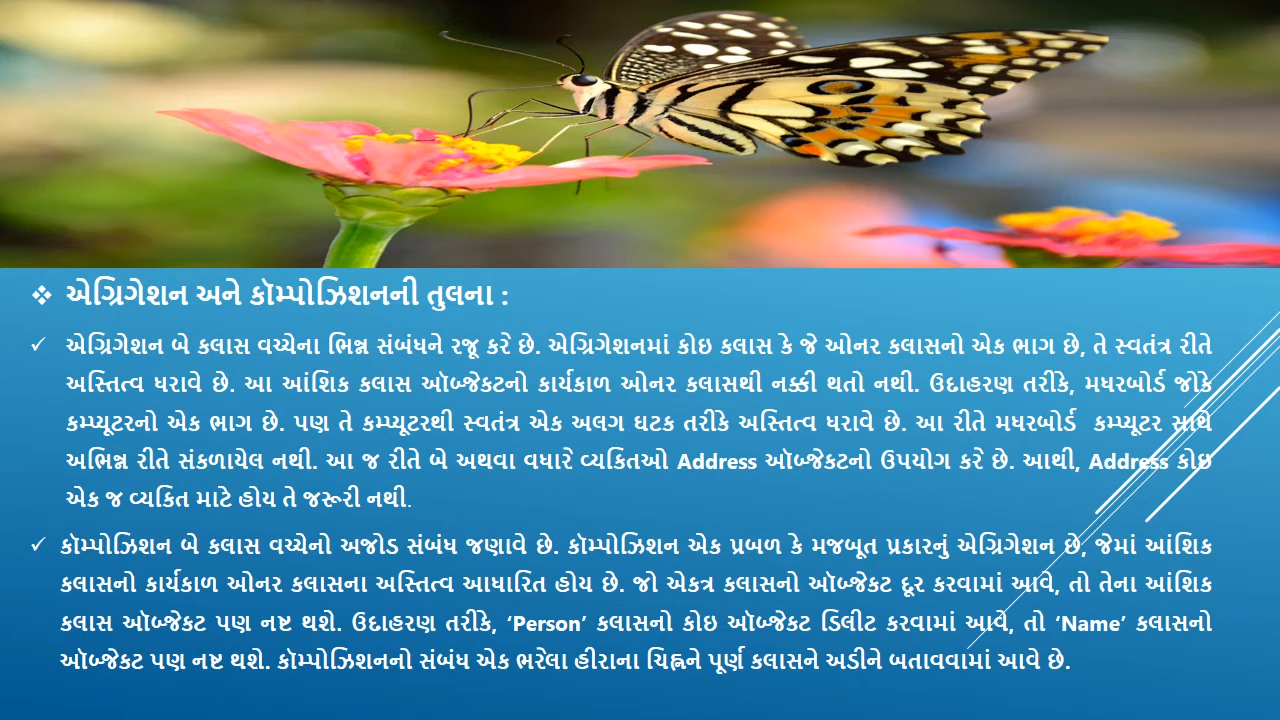 ❖ એગ્રિગેશન અને કૉમ્પોઝિશનની તુલના :
✓ એગ્રિગેશન બે કલાસ વચ્ચેના ભિન્ન સંબંધને રજૂ કરે છે. એગ્રિગેશનમાં કોઇ કલાસ કે જે ઓનર કલાસનો એક ભાગ છે, તે સ્વતંત્ર રીતે
અસ્તિત્વ ધરાવે છે. આ આંશિક કલાસ ઑબ્જેકટનો કાર્યકાળ ઓનર કલાસથી નક્કી થતો નથી. ઉદાહરણ તરીકે, મધરબોર્ડ જોકે
કમ્પ્યૂટરનો એક ભાગ છે. પણ તે કમ્પ્યૂટરથી સ્વતંત્ર એક અલગ ઘટક તરીકે અસ્તિત્વ ધરાવે છે. આ રીતે મધરબોર્ડ કમ્પ્યૂટર સાથે
અભિન્ન રીતે સંકળાયેલ નથી. આ જ રીતે બે અથવા વધારે વ્યકિતઓ Address ઑબ્જેકટનો ઉપયોગ કરે છે. આથી, Address કોઇ
એક જ વ્યકિત માટે હોય તે જરૂરી નથી.
✓ કૉમ્પોઝિશન બે કલાસ વચ્ચેનો અજોડ સંબંધ જણાવે છે. કૉમ્પોઝિશન એક પ્રબળ કે મજબૂત પ્રકારનું એગ્રિગેશન છે, જેમાં આંશિક
કલાસનો કાર્યકાળ ઓનર કલાસના અસ્તિત્વ આધારિત હોય છે. જો એકત્ર કલાસનો ઑબ્જેકટ દૂર કરવામાં આવે, તો તેના આંશિક
કલાસ ઑબ્જેકટ પણ નષ્ટ થશે. ઉદાહરણ તરીકે, ‘Person’ કલાસનો કોઇ ઑબ્જેકટ ડિલીટ કરવામાં આવે, તો ‘Name’ કલાસનો
ઑબ્જેકટ પણ નષ્ટ થશે. કૉમ્પોઝિશનનો સંબંધ એક ભરેલા હીરાના ચિહ્નને પૂર્ણ કલાસને અડીને બતાવવામાં આવે છે.